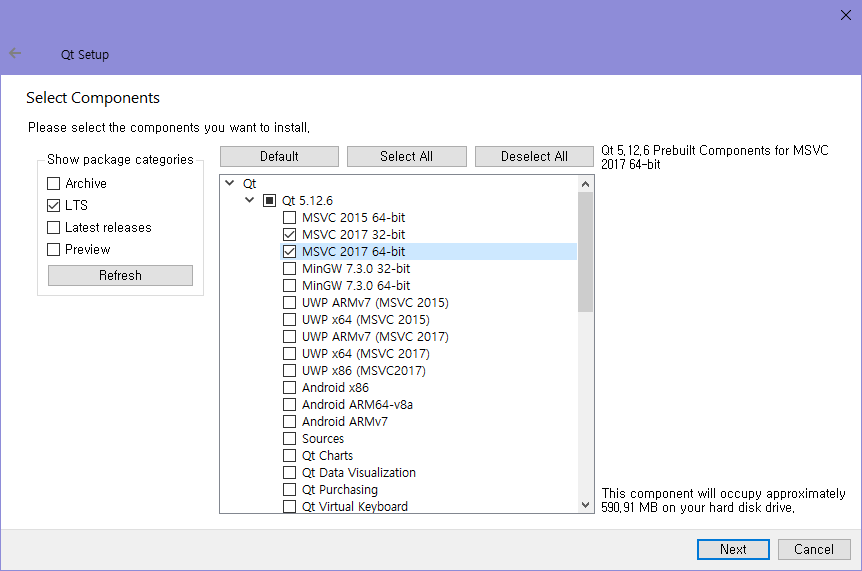 Qt Setup
Select Components
Please select the components you want to install.
Show package categories
Archive
LTS
Latest releases
Preview
Refresh
Default
Select All
Deselect All
Qt
Qt 5.12.6
MSVC 2015 64-bit
MSVC 2017 32-bit
MSVC 2017 64-bit
MinGW 7.3.0 32-bit
MinGW 7.3.0 64-bit
UWP ARMv7 (MSVC 2015)
UWP x64 (MSVC 2015)
UWP ARMv7 (MSVC 2017)
UWP x64 (MSVC 2017)
UWP x86 (MSVC2017)
Android x86
Android ARM64-v8a
Android ARMv7
Sources
Qt Charts
Qt Data Visualization
Qt Purchasing
Qt Virtual Keyboard
Qt 5.12.6 Prebuilt Components for MSVC
2017 64-bit
This component will occupy approximately
590.91 MB on your hard disk drive.
Next
Cancel